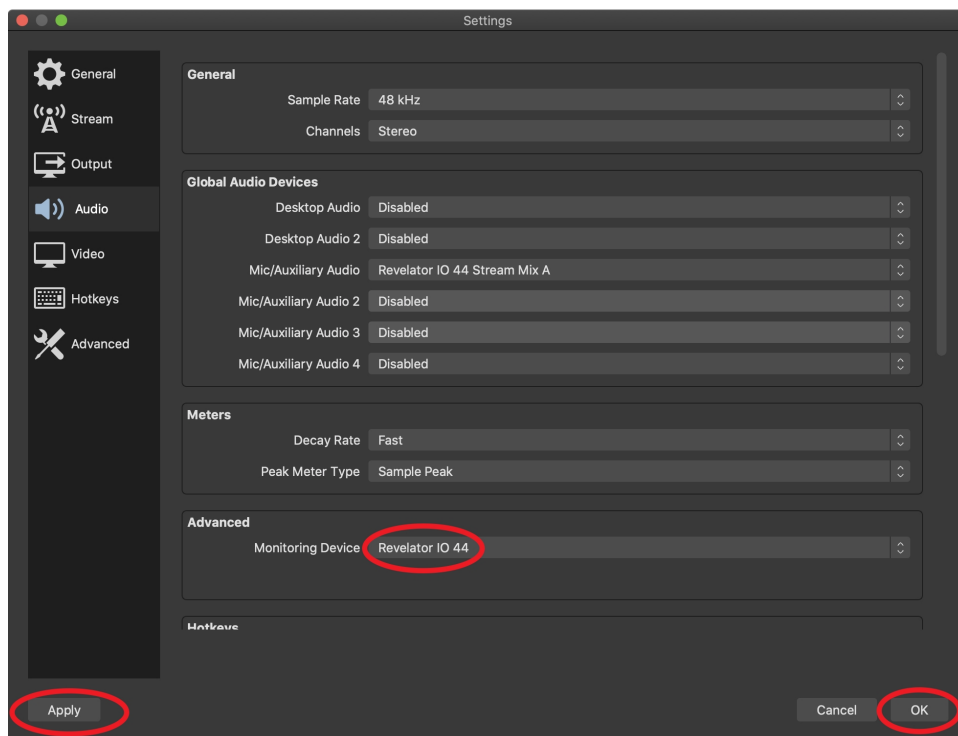 Settings
General
Stream
Output
Audio
Video
Hotkeys
Advanced
General
Sample Rate 48 kHz
Channels Stereo
Global Audio Devices
Desktop Audio Disabled
Desktop Audio 2 Disabled
Mic/Auxiliary Audio Revelator IO 44 Stream Mix A
Mic/Auxiliary Audio 2 Disabled
Mic/Auxiliary Audio 3 Disabled
Mic/Auxiliary Audio 4 Disabled
Meters
Decay Rate Fast
Peak Meter Type Sample Peak
Advanced
Monitoring Device Revelator IO 44
Hotkeys
Apply Cancel OK